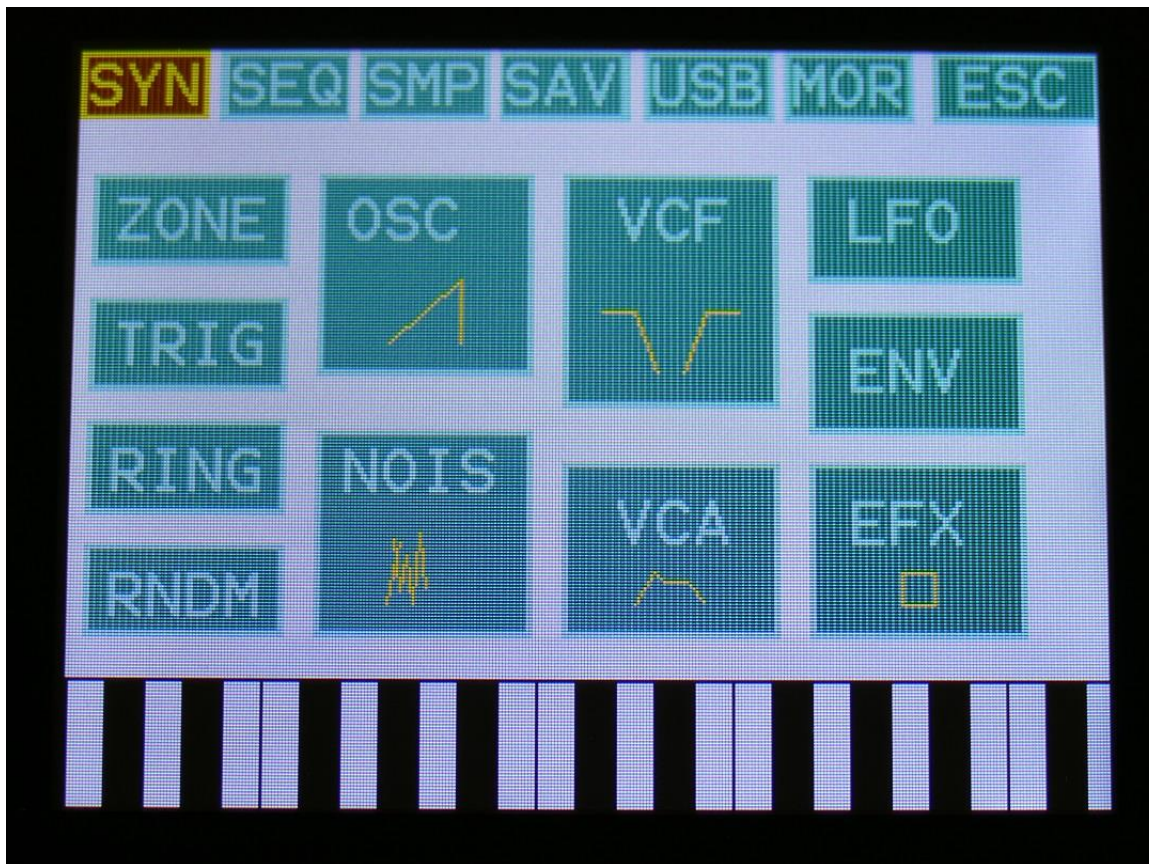 SYN SEQ SMP SAV USB MOR ESC
ZONE OSC VCF LFO
TRIG
ENV
RING NOIS
VCA EFX
RNDM